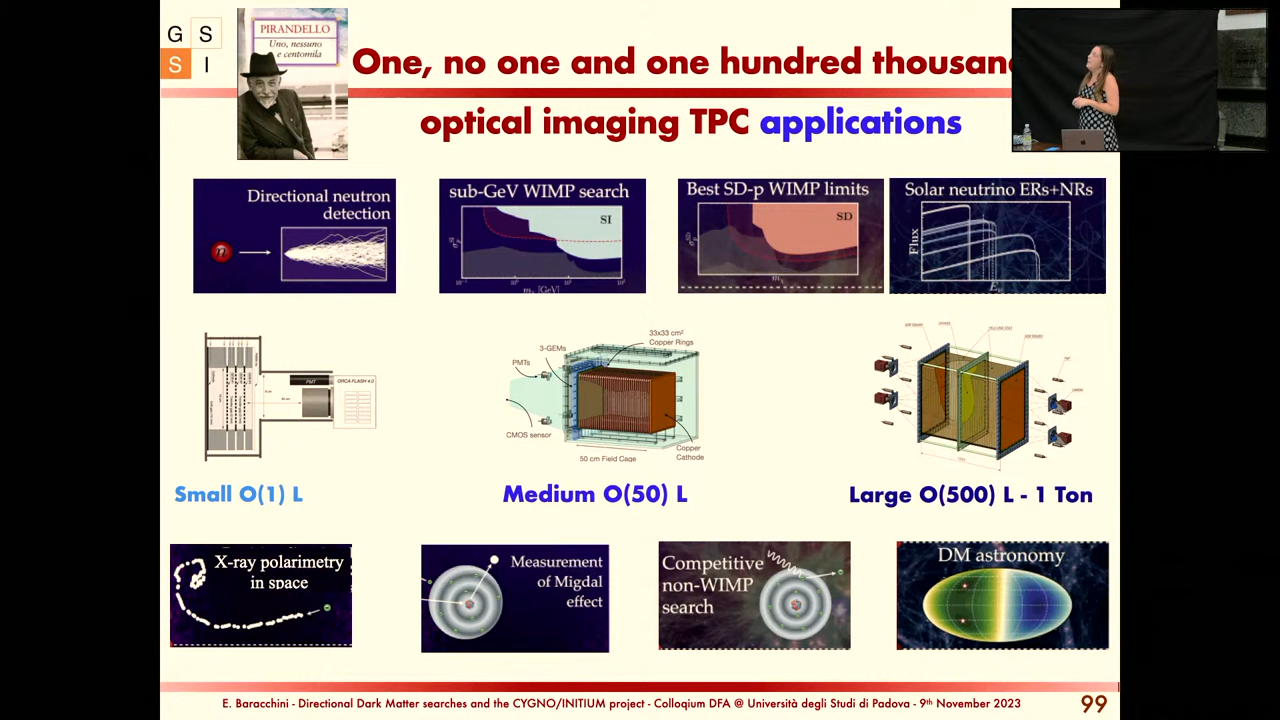 G S
S I
PIRANDELLO
Uno, nessuno
e centomila
One, no one and one hundred thousan
optical imaging TPC applications
Directional neutron
detection
n
sub-GeV WIMP search
SI
Best SD-p WIMP limits
SD
Solar neutrino ERs+NRs
Flux
33x33 cm²
Copper Rings
3-GEMs
PMTs
CMOS sensor
50 cm Field Cage
Copper
Cathode
PMT
ORCA FLASH 4.0
Small O(1) L
Medium O(50) L
Large O(500) L - 1 Ton
X-ray polarimetry
in space
Measurement
of Migdal
effect
Competitive
non-WIMP
search
DM astronomy
E. Baracchini - Directional Dark Matter searches and the CYGNO/INITIUM project - Colloqium DFA @ Università degli Studi di Padova - 9th November 2023
99